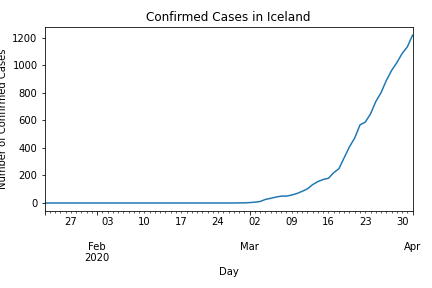 Confirmed Cases in Iceland
1200
1000
800
600
400
200
0
Number of Confirmed Cases
27 03 10 17 24 02 09 16 23 30
Feb Mar Apr
2020
Day